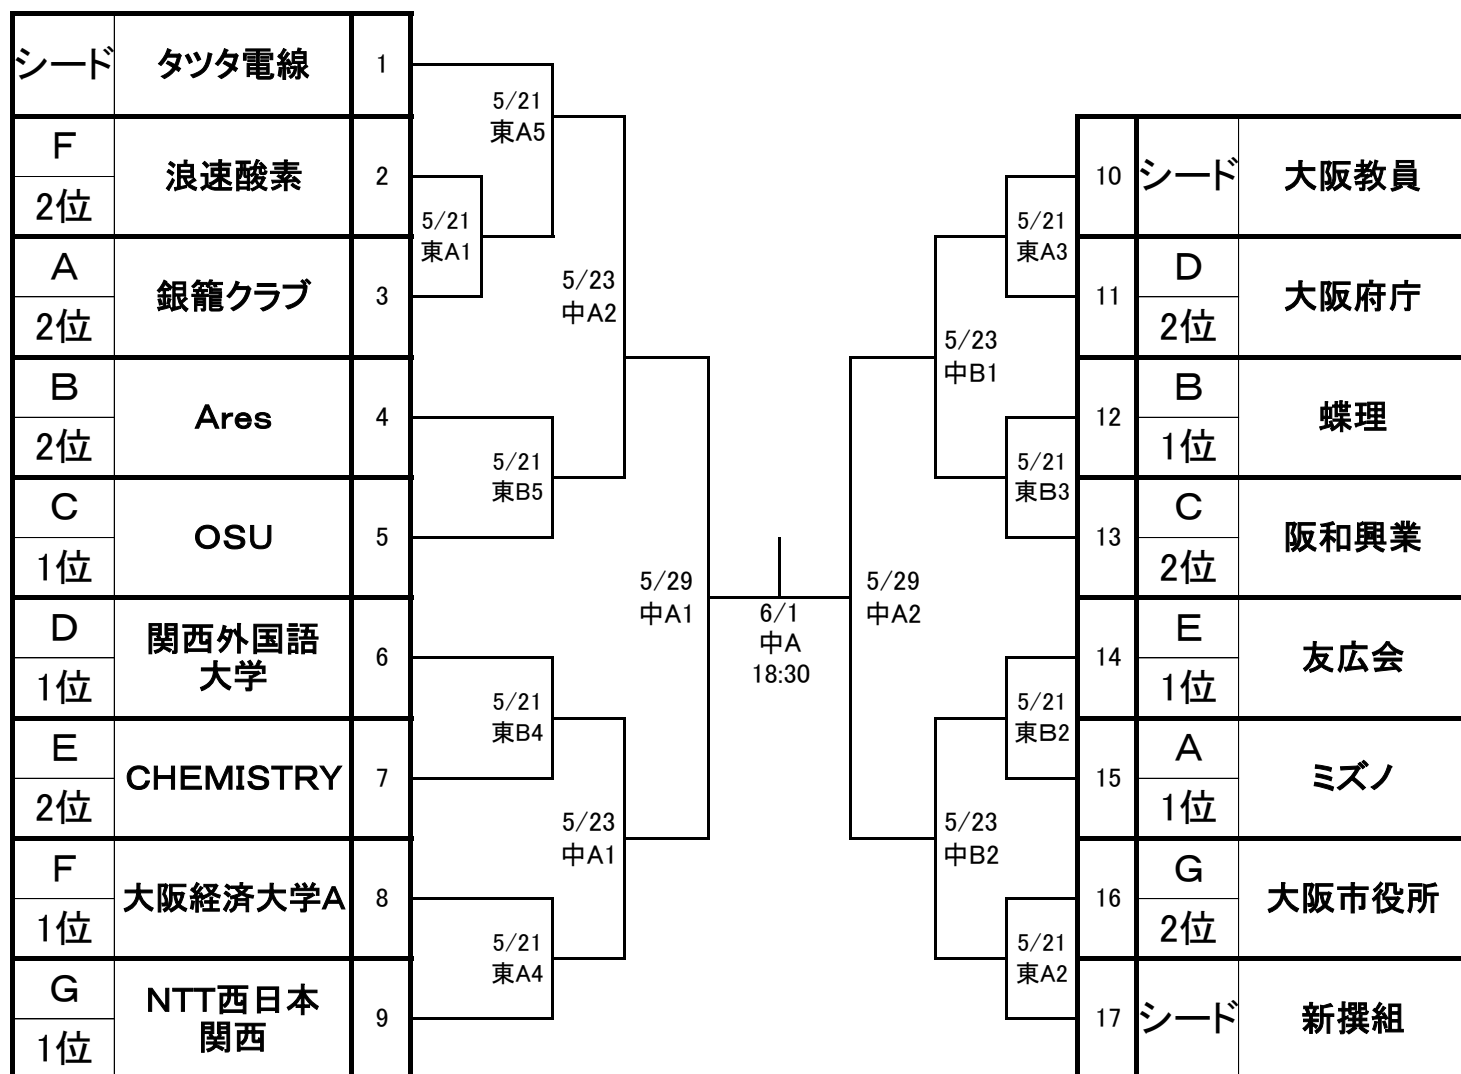 シード タツタ電線 1
F
2位
浪速酸素 2
A
2位
銀籠クラブ 3
B
2位
Ares 4
C
1位
OSU 5
D
1位
関西外国語
大学
6
E
2位
CHEMISTRY 7
F
1位
大阪経済大学A 8
G
1位
NTT西日本
関西
9
5/21
東A5
5/21
東A1
5/23
中A2
5/21
東B5
5/29
中A1
5/21
東B4
5/23
中A1
5/21
東A4
6/1
中A
18:30
5/21
東A3
5/23
中B1
5/21
東B3
5/29
中A2
5/21
東B2
5/23
中B2
5/21
東A2
10 シード 大阪教員
11
D
2位
大阪府庁
12
B
1位
蝶理
13
C
2位
阪和興業
14
E
1位
友広会
15
A
1位
ミズノ
16
G
2位
大阪市役所
17 シード 新撰組